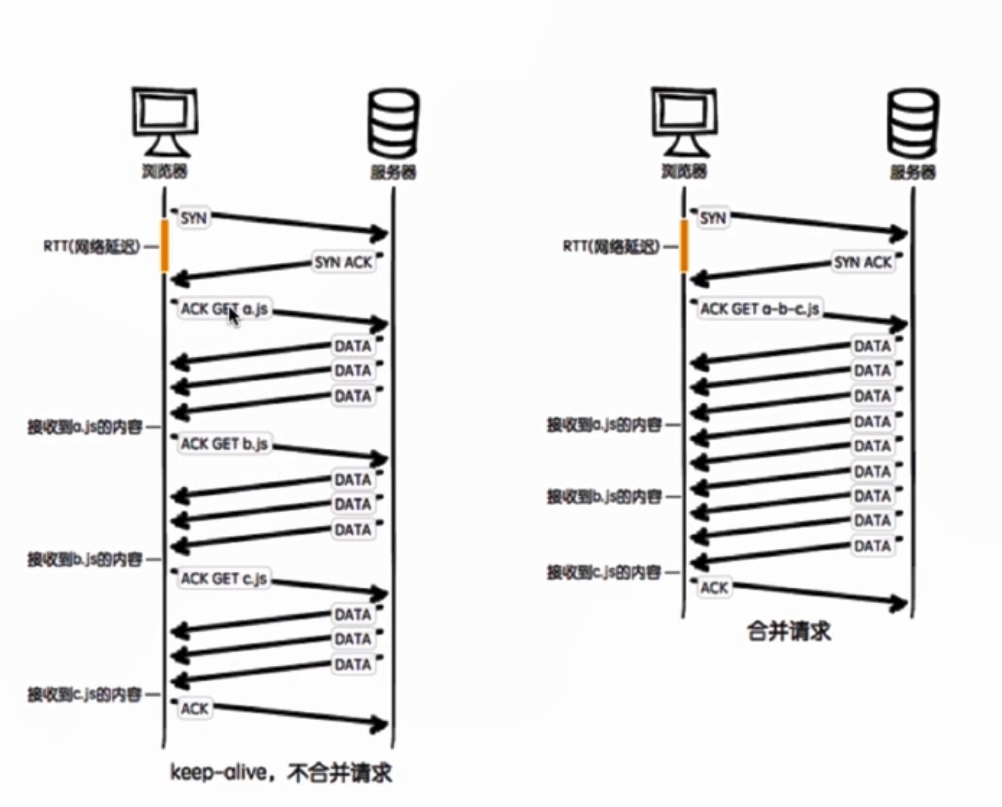 浏览器
服务器
SYN
RTT(网络延迟)
SYN ACK
ACK GET a.js
DATA
DATA
DATA
接收到a.js的内容
ACK GET b.js
DATA
DATA
DATA
接收到b.js的内容
ACK GET c.js
DATA
DATA
DATA
接收到c.js的内容
ACK
keep-alive，不合并请求
浏览器
服务器
SYN
RTT(网络延迟)
SYN ACK
ACK GET a-b-c.js
DATA
DATA
DATA
接收到a.js的内容
DATA
DATA
DATA
接收到b.js的内容
DATA
DATA
DATA
接收到c.js的内容
ACK
合并请求